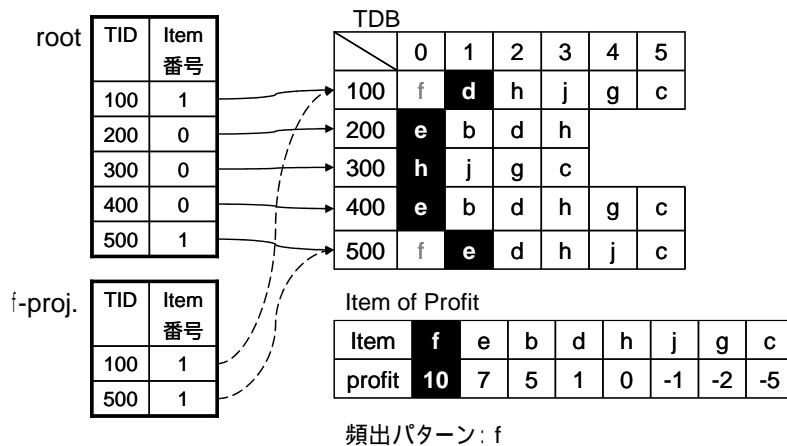 root
TID Item 番号
100 1
200 0
300 0
400 0
500 1
TDB
0 1 2 3 4 5
100 f d h j g c
200 e b d h
300 h j g c
400 e b d h g c
500 f e d h j c
f-proj.
TID Item 番号
100 1
500 1
Item of Profit
Item f e b d h j g c
profit 10 7 5 1 0 -1 -2 -5
頻出パターン: f